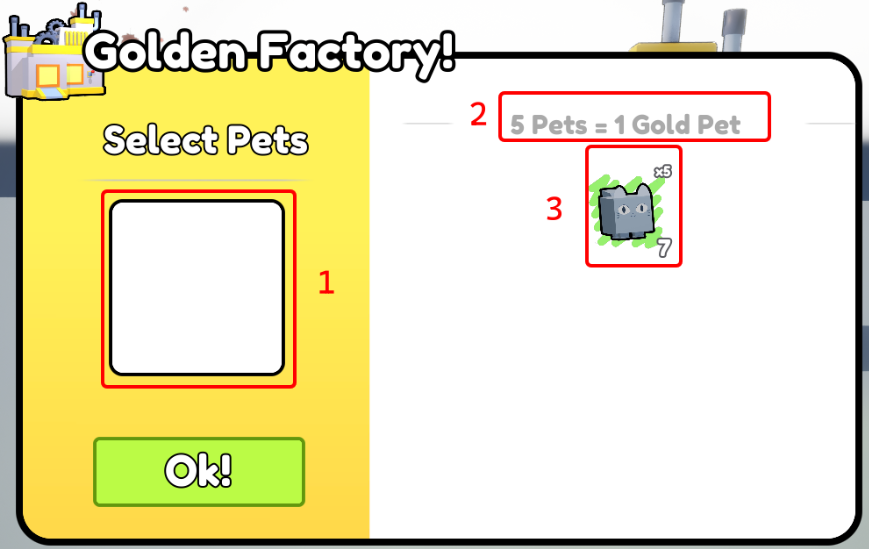 Golden Factory!
Select Pets
1
Ok!
2
5 Pets = 1 Gold Pet
3
x5
7